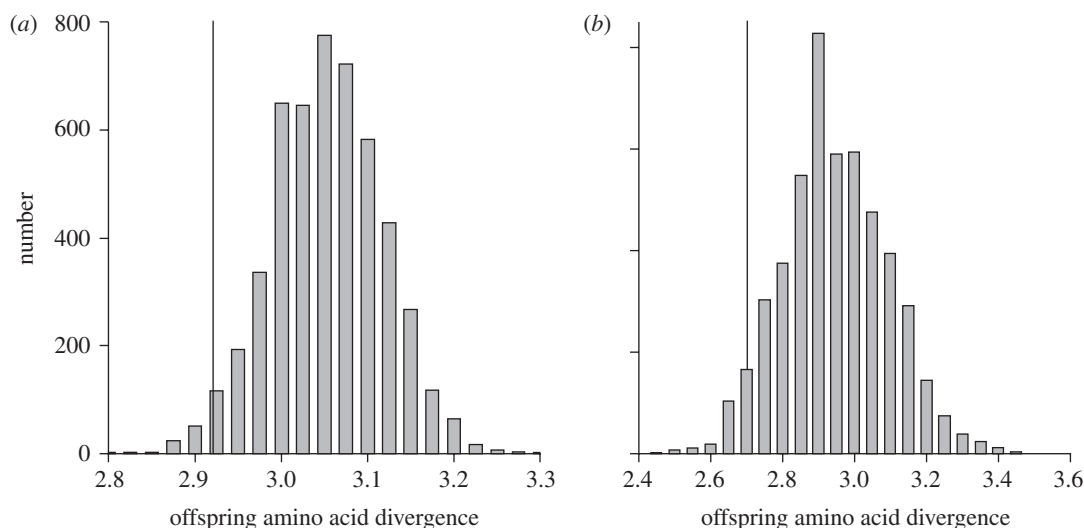 (a)
800
600
400
200
0
number
2.8 2.9 3.0 3.1 3.2 3.3
offspring amino acid divergence
(b)
2.4 2.6 2.8 3.0 3.2 3.4 3.6
offspring amino acid divergence